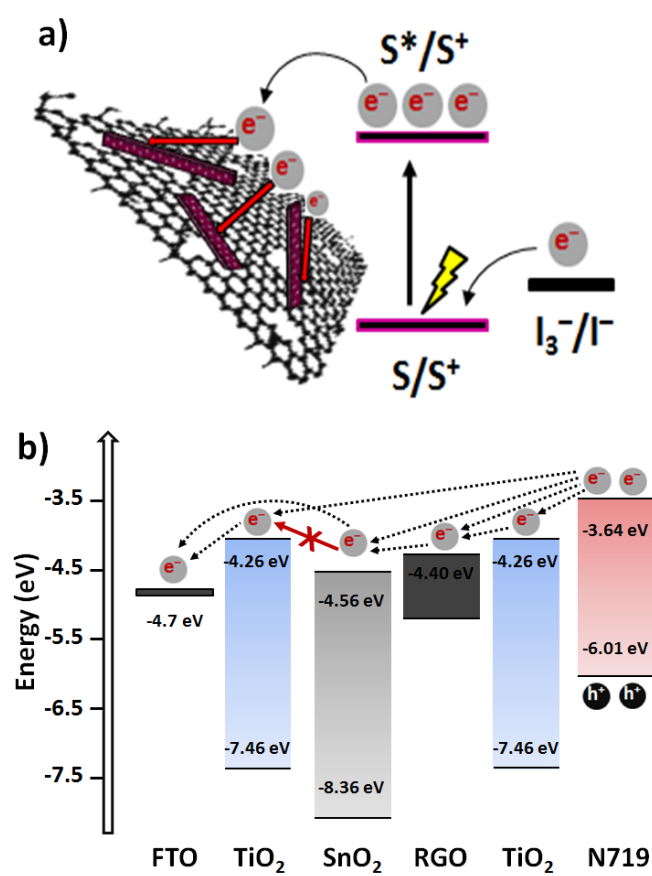 a)
S*/S⁺
e⁻ e⁻ e⁻
e⁻
e⁻
e⁻
e⁻
I₃⁻/I⁻
S/S⁺
b)
Energy (eV)
-3.5
-4.5
-5.5
-6.5
-7.5
e⁻ e⁻
e⁻ e⁻
e⁻ e⁻
e⁻
-3.64 eV
-4.26 eV -4.40 eV -4.26 eV
-4.56 eV
-4.7 eV
-6.01 eV
h⁺ h⁺
-7.46 eV -7.46 eV
-8.36 eV
FTO TiO₂ SnO₂ RGO TiO₂ N719